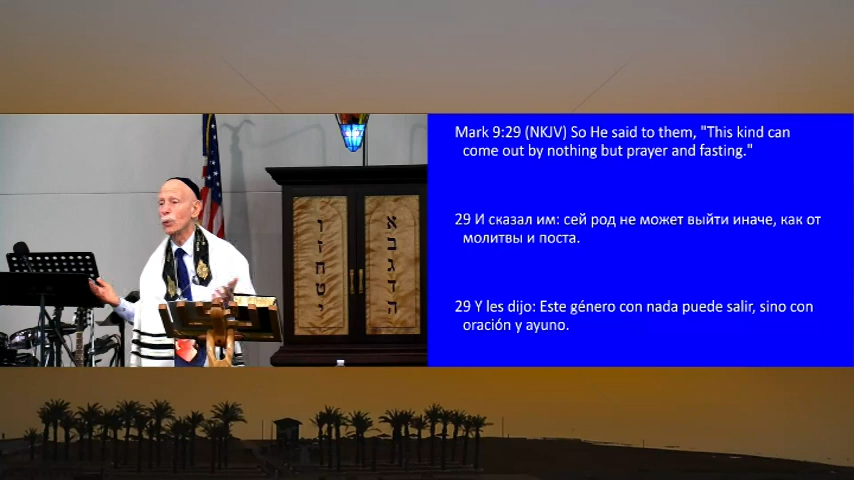 Mark 9:29 (NKJV) So He said to them, "This kind can
come out by nothing but prayer and fasting."
29 И сказал им: сей род не может выйти иначе, как от
молитвы и поста.
29 Y les dijo: Este género con nada puede salir, sino con
oración y ayuno.
א
ב
ג
ד
ה
ו
ז
ח
ט
י